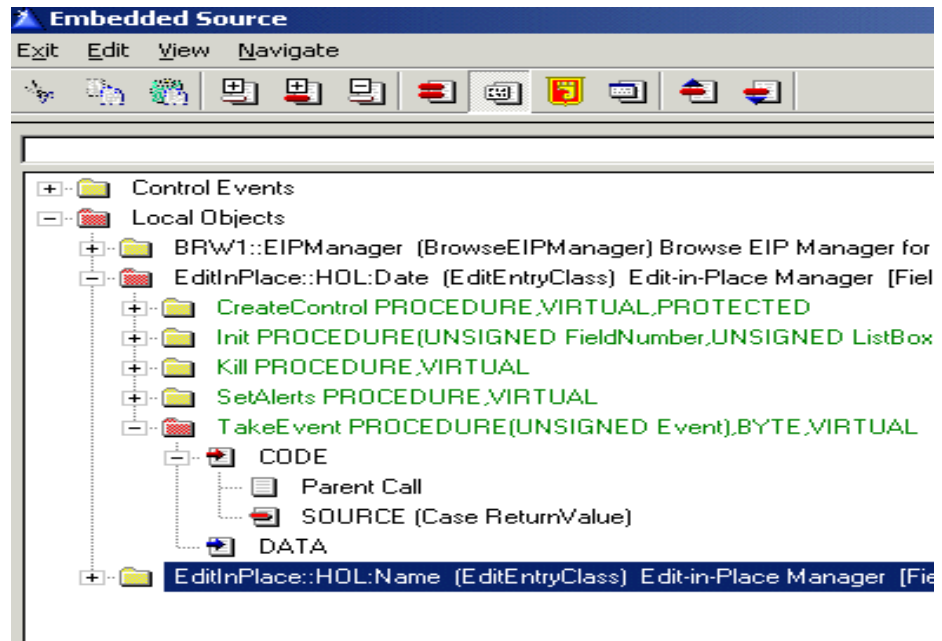 Embedded Source
Exit Edit View Navigate
Control Events
Local Objects
BRW1::EIPManager (BrowseEIPManager) Browse EIP Manager for
EditInPlace::HOL:Date (EditEntryClass) Edit-in-Place Manager [Fiel
CreateControl PROCEDURE,VIRTUAL,PROTECTED
Init PROCEDURE(UNSIGNED FieldNumber,UNSIGNED ListBox
Kill PROCEDURE,VIRTUAL
SetAlerts PROCEDURE,VIRTUAL
TakeEvent PROCEDURE(UNSIGNED Event),BYTE,VIRTUAL
CODE
Parent Call
SOURCE (Case ReturnValue)
DATA
EditInPlace::HOL:Name (EditEntryClass) Edit-in-Place Manager [Fie